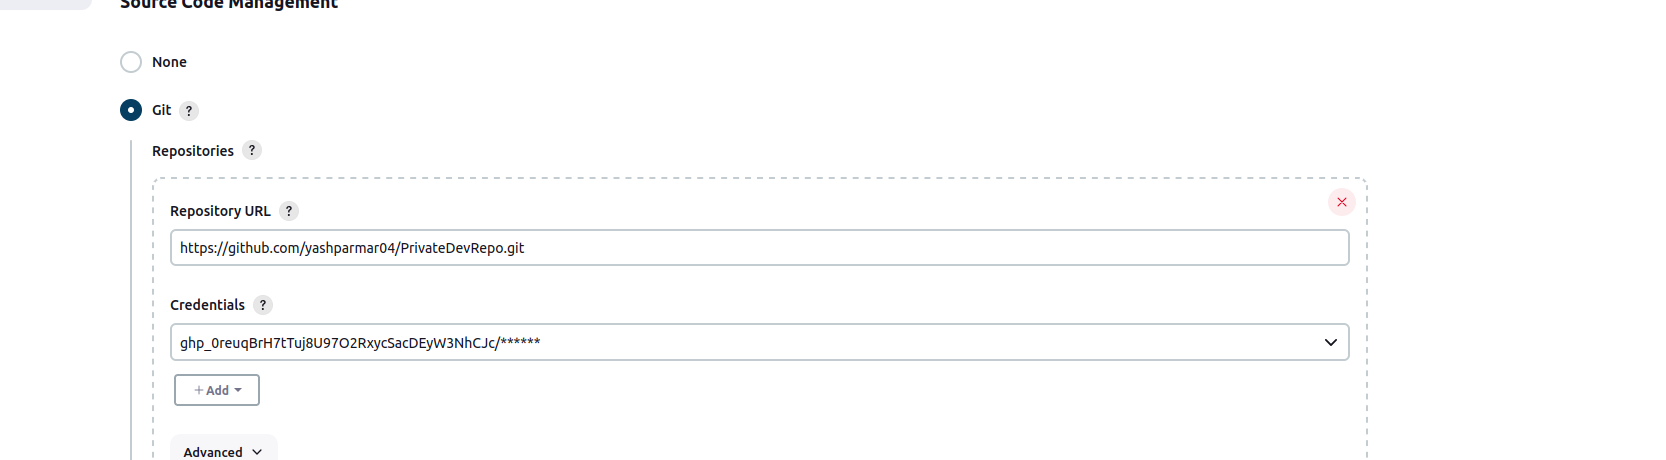 Source Code Management
None
Git ?
Repositories ?
Repository URL ?
https://github.com/yashparmar04/PrivateDevRepo.git
Credentials ?
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/******
+ Add
Advanced